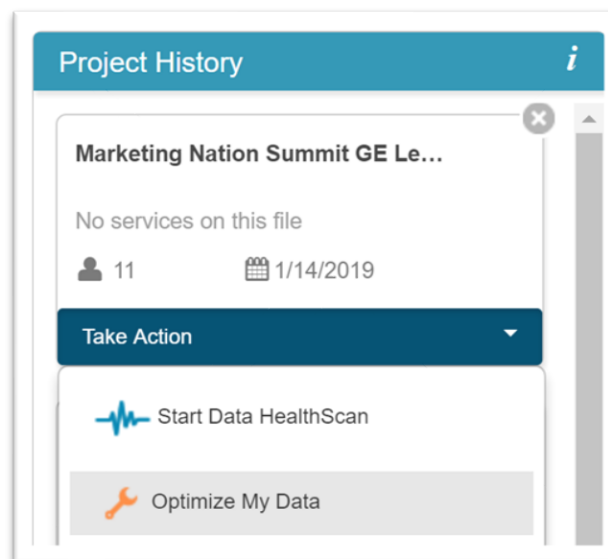 Project History
i
Marketing Nation Summit GE Le...
No services on this file
11 1/14/2019
Take Action
Start Data HealthScan
Optimize My Data